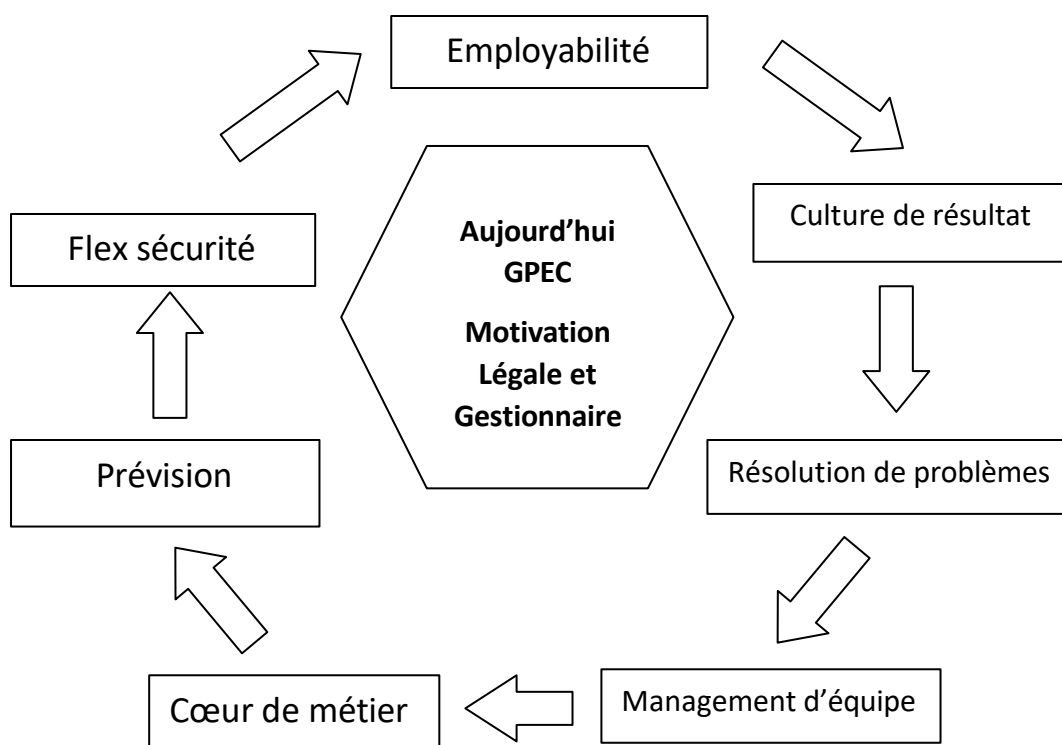 Employabilité
Culture de résultat
Résolution de problèmes
Management d’équipe
Cœur de métier
Prévision
Flex sécurité
Aujourd’hui
GPEC
Motivation
Légale et
Gestionnaire